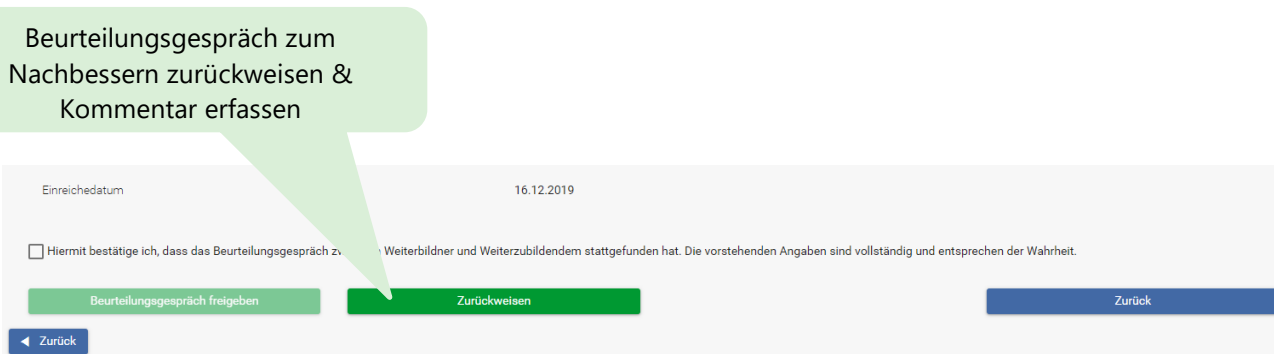 Beurteilungsgespräch zum
Nachbessern zurückweisen &
Kommentar erfassen
Einreichedatum 16.12.2019
Hiermit bestätige ich, dass das Beurteilungsgespräch Weiterbildner und Weiterzubildendem stattgefunden hat. Die vorstehenden Angaben sind vollständig und entsprechen der Wahrheit.
Beurteilungsgespräch freigeben Zurückweisen Zurück
Zurück